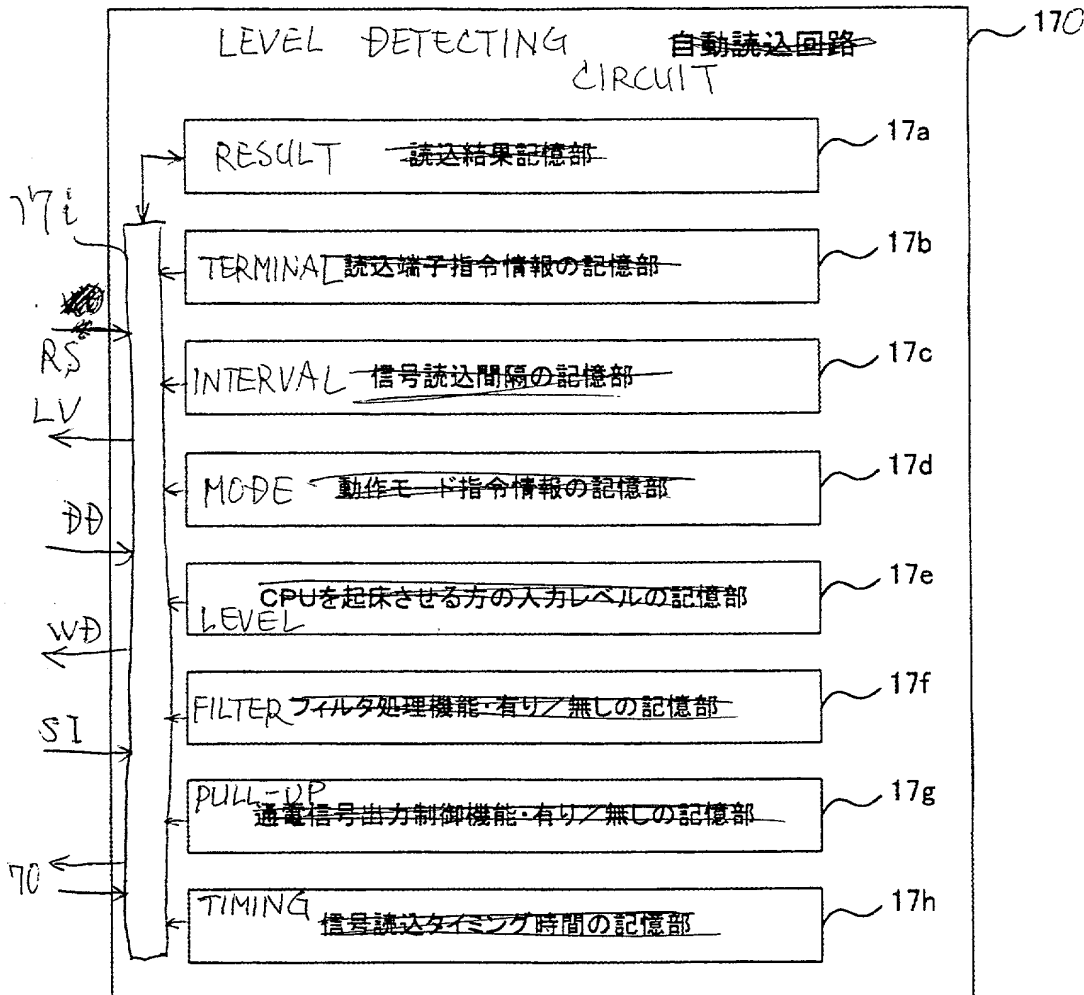 LEVEL DETECTING 自動読込回路
CIRCUIT
170
RESULT 読込結果記憶部
17a
17i
TERMINAL 読込端子指令情報の記憶部
17b
RS
INTERVAL 信号読込間隔の記憶部
17c
LV
MODE 動作モード指令情報の記憶部
17d
DD
CPUを起床させる方の入力レベルの記憶部
LEVEL
17e
WD
FILTER フィルタ処理機能・有り/無しの記憶部
17f
SI
PULL-UP
通電信号出力制御機能・有り/無しの記憶部
17g
70
TIMING 信号読込タイミング時間の記憶部
17h